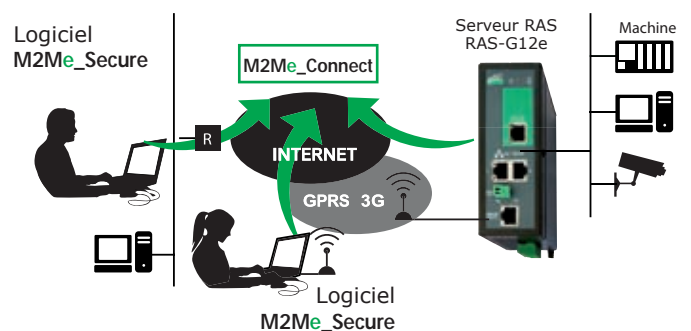 Logiciel
M2Me_Secure
Serveur RAS
RAS-G12e
Machine
M2Me_Connect
R
INTERNET
GPRS 3G
Logiciel
M2Me_Secure